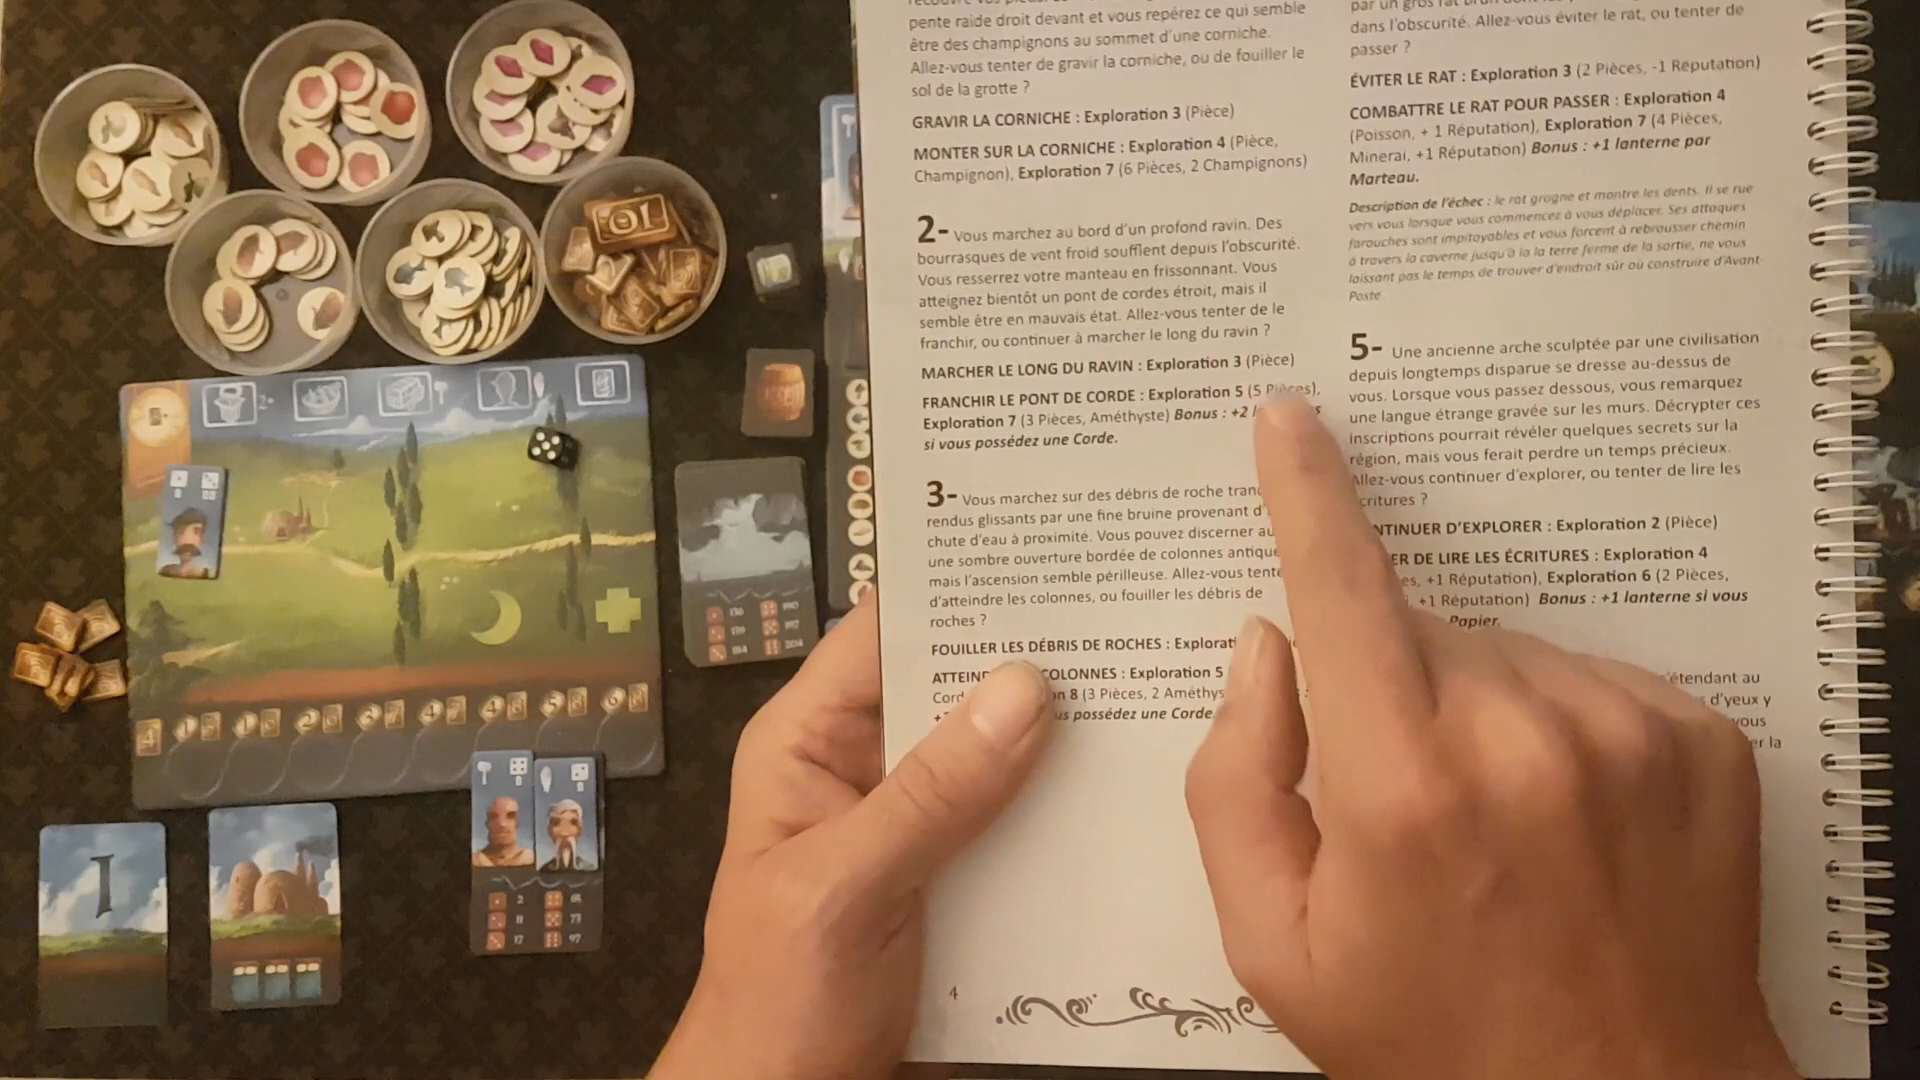 pente raide droit devant et vous repérez ce qui semble
être des champignons au sommet d'une corniche.
Allez-vous tenter de gravir la corniche, ou de fouiller le
sol de la grotte ?
GRAVIR LA CORNICHE : Exploration 3 (Pièce)
MONTER SUR LA CORNICHE : Exploration 4 (Pièce,
Champignon), Exploration 7 (6 Pièces, 2 Champignons)
2- Vous marchez au bord d'un profond ravin. Des
bourrasques de vent froid soufflent depuis l'obscurité.
Vous resserrez votre manteau en frissonnant. Vous
atteignez bientôt un pont de cordes étroit, mais il
semble être en mauvais état. Allez-vous tenter de le
franchir, ou continuer à marcher le long du ravin ?
MARCHER LE LONG DU RAVIN : Exploration 3 (Pièce)
FRANCHIR LE PONT DE CORDE : Exploration 5 (5 Pièces),
Exploration 7 (3 Pièces, Améthyste) Bonus : +2
si vous possédez une Corde.
3- Vous marchez sur des débris de roche
rendus glissants par une fine bruine provenant
chute d'eau à proximité. Vous pouvez discerner
une sombre ouverture bordée de colonnes
mais l'ascension semble périlleuse. Allez-vous
d'atteindre les colonnes, ou fouiller les débris de
roches ?
FOUILLER LES DÉBRIS DE ROCHES :
COLONNES : Exploration 5
8 (3 Pièces, 2
possédez une Corde.
4
dans l'obscurité. Allez-vous éviter le rat, ou tenter de
passer ?
ÉVITER LE RAT : Exploration 3 (2 Pièces, -1 Réputation)
COMBATTRE LE RAT POUR PASSER : Exploration 4
(Poisson, + 1 Réputation), Exploration 7 (4 Pièces,
Minerai, +1 Réputation) Bonus : +1 lanterne par
Marteau.
Description de l'échec : le rat grogne et montre les dents. Il se rue
vers vous lorsque vous commencez à vous déplacer. Ses attaques
farouches sont impitoyables et vous forcent à rebrousser chemin
à travers la caverne jusqu'à la la terre ferme de la sortie, ne vous
laissant pas le temps de trouver d'endroit sûr où construire d'Avant-
Poste.
5- Une ancienne arche sculptée par une civilisation
depuis longtemps disparue se dresse au-dessus de
vous. Lorsque vous passez dessous, vous remarquez
une langue étrange gravée sur les murs. Décrypter ces
inscriptions pourrait révéler quelques secrets sur la
région, mais vous ferait perdre un temps précieux.
Allez-vous continuer d'explorer, ou tenter de lire les
D'EXPLORER : Exploration 2 (Pièce)
DE LIRE LES ÉCRITURES : Exploration 4
+1 Réputation), Exploration 6 (2 Pièces,
+1 Réputation) Bonus : +1 lanterne si vous
Papier.
au
d'yeux y
vous
la